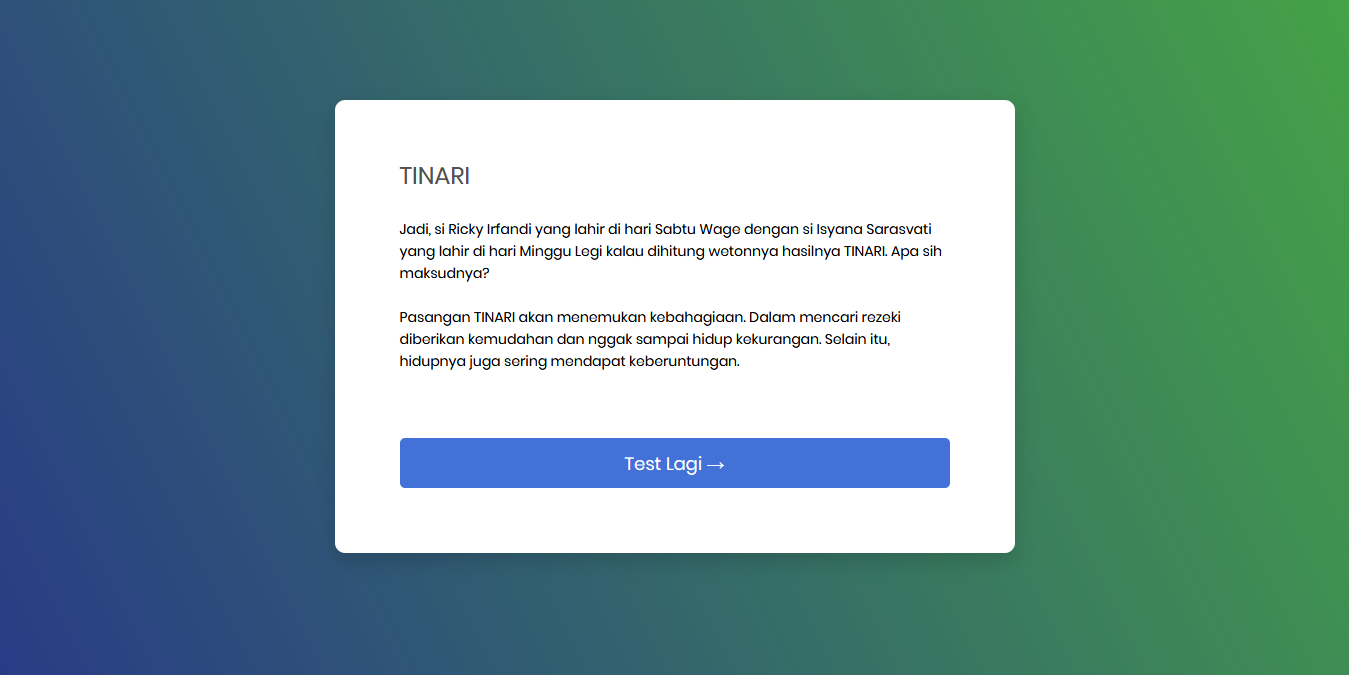 TINARI
Jadi, si Ricky Irfandi yang lahir di hari Sabtu Wage dengan si Isyana Sarasvati
yang lahir di hari Minggu Legi kalau dihitung wetonnya hasilnya TINARI. Apa sih
maksudnya?
Pasangan TINARI akan menemukan kebahagiaan. Dalam mencari rezeki
diberikan kemudahan dan nggak sampai hidup kekurangan. Selain itu,
hidupnya juga sering mendapat keberuntungan.
Test Lagi →